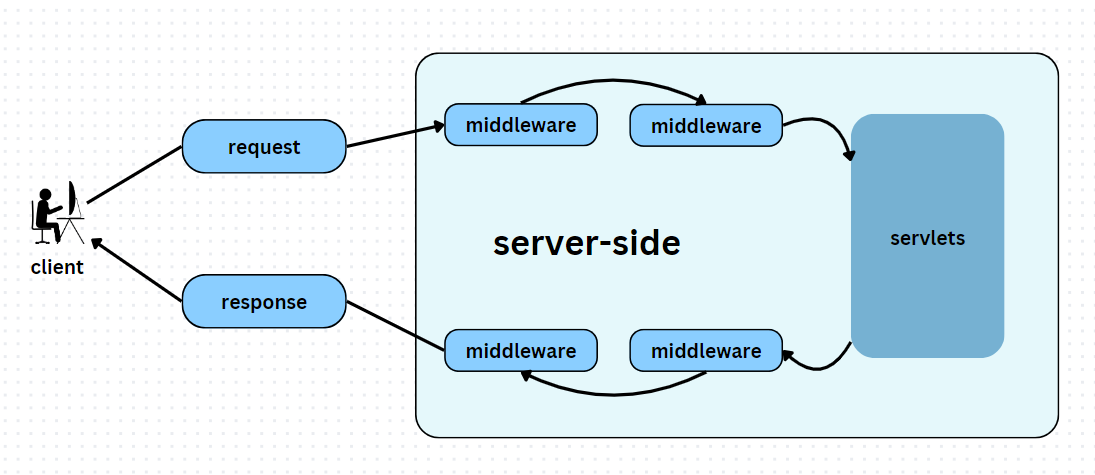 request
middleware
middleware
servlets
server-side
client
response
middleware
middleware